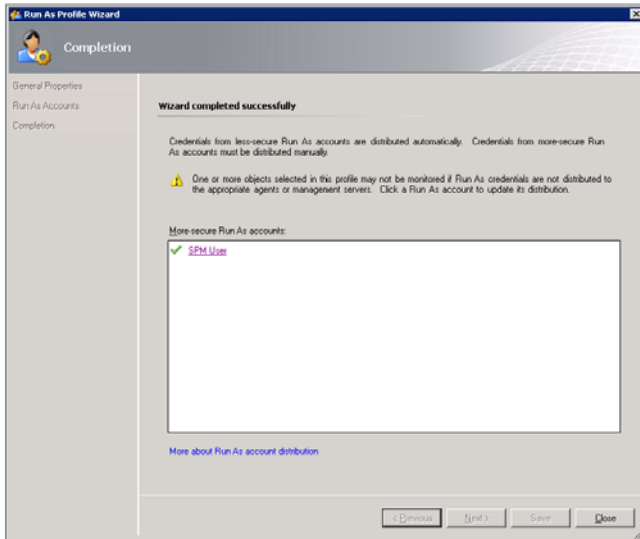 Run As Profile Wizard
Completion
General Properties
Run As Accounts
Completion
Wizard completed successfully
Credentials from less-secure Run As accounts are distributed automatically. Credentials from more-secure Run
As accounts must be distributed manually.
One or more objects selected in this profile may not be monitored if Run As credentials are not distributed to
the appropriate agents or management servers. Click a Run As account to update its distribution.
More-secure Run As accounts:
SPM User
More about Run As account distribution
< Previous Next > Save Close